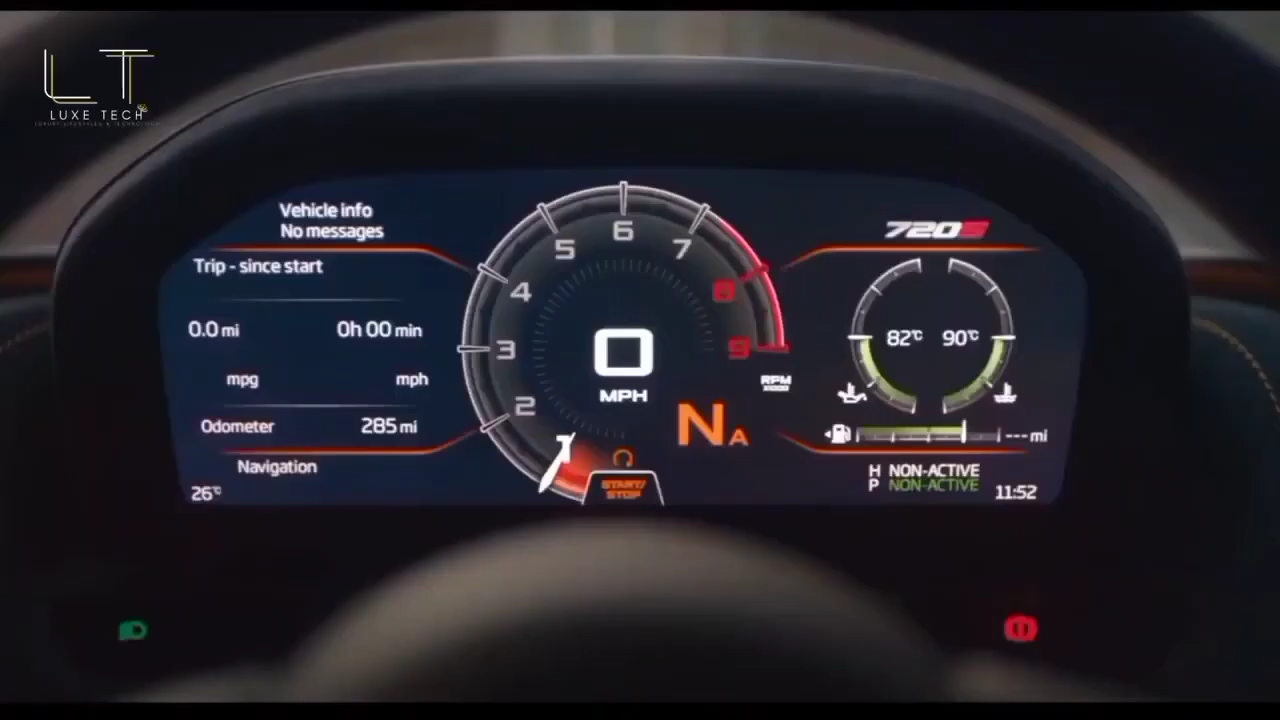 LT
LUXE TECH
Vehicle info
No messages
Trip - since start
0.0 mi 0h 00 min
mpg mph
Odometer 285 mi
Navigation
26°C
2
3
4
5
6
7
8
9
RPM
0
MPH
NA
START/
STOP
720S
82°C 90°C
--- mi
H NON-ACTIVE
P NON-ACTIVE
11:52